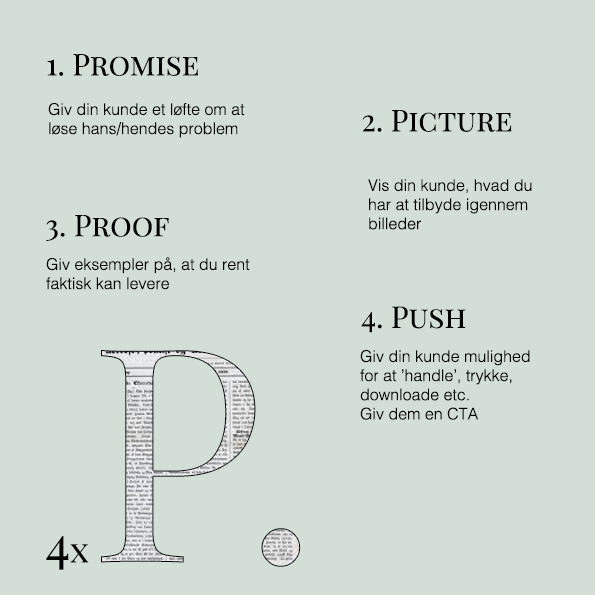 1. PROMISE
Giv din kunde et løfte om at
løse hans/hendes problem
2. PICTURE
Vis din kunde, hvad du
har at tilbyde igennem
billeder
3. PROOF
Giv eksempler på, at du rent
faktisk kan levere
4. PUSH
Giv din kunde mulighed
for at ’handle’, trykke,
downloade etc.
Giv dem en CTA
4x P.